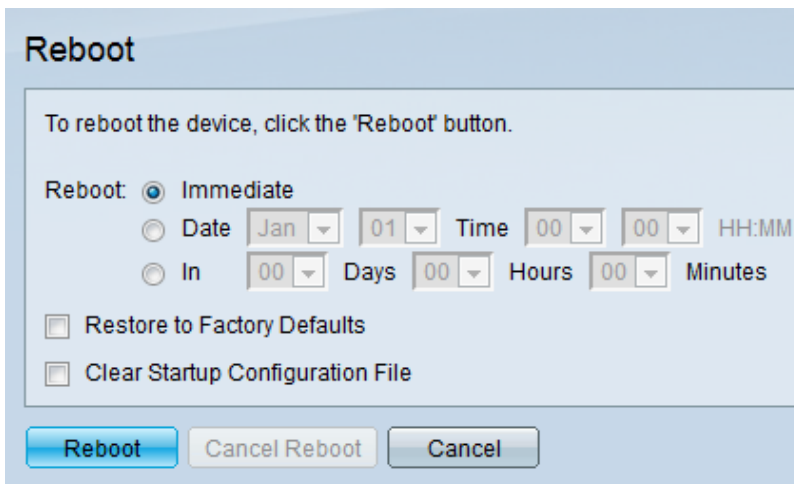 Reboot
To reboot the device, click the 'Reboot' button.
Reboot: Immediate
Date Jan 01 Time 00 00 HH:MM
In 00 Days 00 Hours 00 Minutes
Restore to Factory Defaults
Clear Startup Configuration File
Reboot Cancel Reboot Cancel